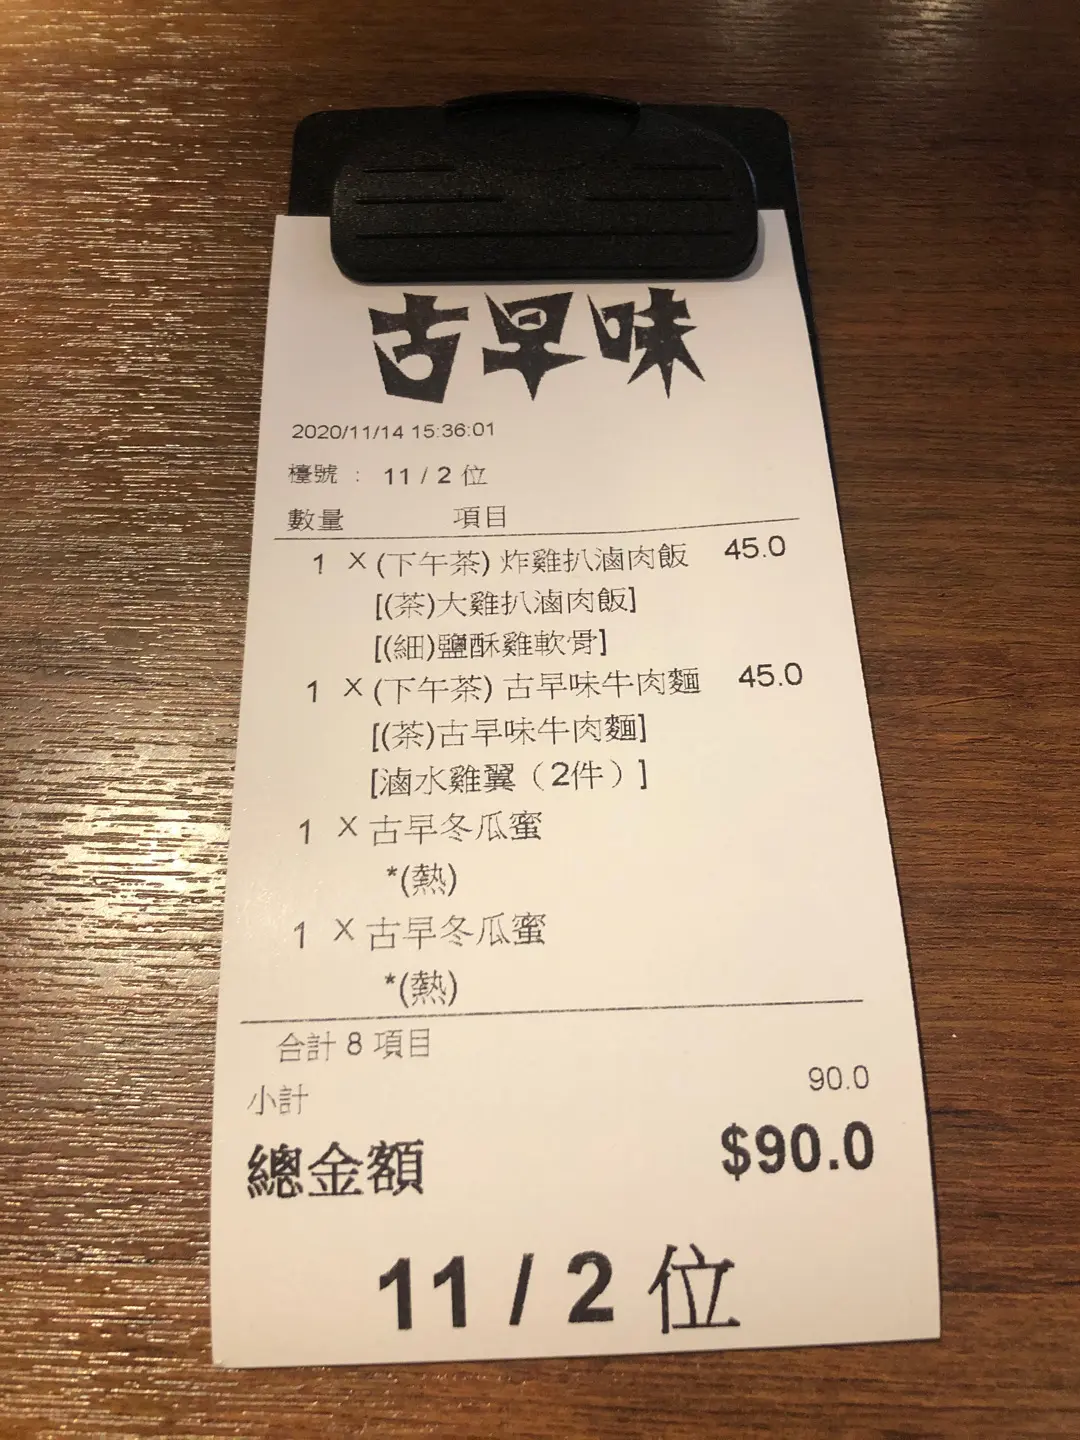 古早味
2020/11/14 15:36:01
檯號 : 11 / 2 位
數量 項目
1 X (下午茶) 炸雞扒滷肉飯 45.0
[(茶)大雞扒滷肉飯]
[(細)鹽酥雞軟骨]
1 X (下午茶) 古早味牛肉麵 45.0
[(茶)古早味牛肉麵]
[滷水雞翼（2件）]
1 X 古早冬瓜蜜
*(熱)
1 X 古早冬瓜蜜
*(熱)
合計 8 項目
小計 90.0
總金額 $90.0
11 / 2 位